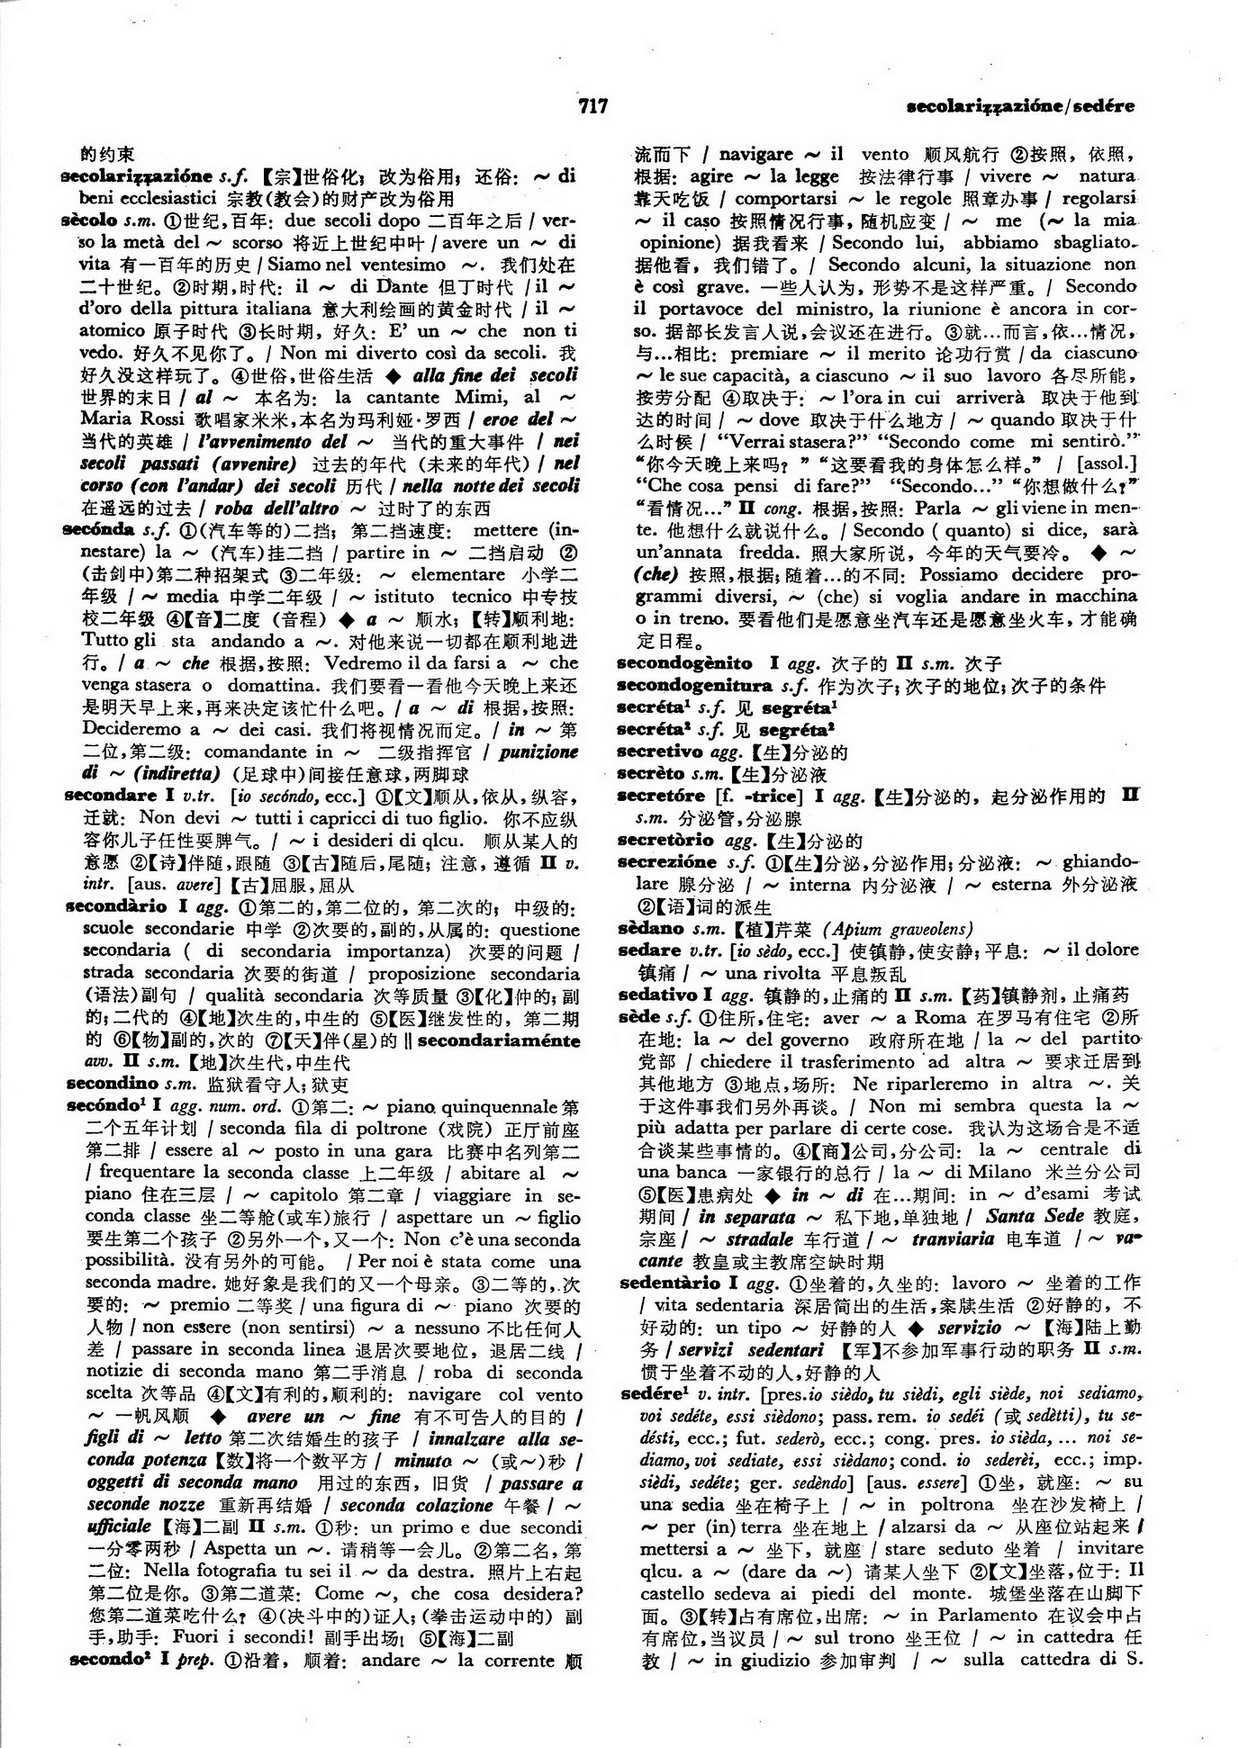 717
secolarizzazióne/sedére
的约束
secolarizzazióne s.f. 【宗】世俗化; 改为俗用; 还俗: ~ di
beni ecclesiastici 宗教(教会)的财产改为俗用
sècolo s.m. ①世纪,百年: due secoli dopo 二百年之后 / ver-
so la metà del ~ scorso 将近上世纪中叶 / avere un ~ di
vita 有一百年的历史 / Siamo nel ventesimo ~. 我们处在
二十世纪。②时期,时代: il ~ di Dante 但丁时代 / il ~
d'oro della pittura italiana 意大利绘画的黄金时代 / il ~
atomico 原子时代 ③长时期, 好久: E' un ~ che non ti
vedo. 好久不见你了。/ Non mi diverto così da secoli. 我
好久没这样玩了。④世俗,世俗生活 ◆ alla fine dei secoli
世界的末日 / al ~ 本名为: la cantante Mimi, al ~
Maria Rossi 歌唱家米米,本名为玛利娅·罗西 / eroe del ~
当代的英雄 / l'avvenimento del ~ 当代的重大事件 / nei
secoli passati (avvenire) 过去的年代 (未来的年代) / nel
corso (con l'andar) dei secoli 历代 / nella notte dei secoli
在遥远的过去 / roba dell'altro ~ 过时了的东西
secónda s.f. ①(汽车等的)二挡; 第二挡速度: mettere (in-
nestare) la ~ (汽车)挂二挡 / partire in ~ 二挡启动 ②
(击剑中)第二种招架式 ③二年级: ~ elementare 小学二
年级 / ~ media 中学二年级 / ~ istituto tecnico 中专技
校二年级 ④【音】二度 (音程) ◆ a ~ 顺水;【转】顺利地:
Tutto gli sta andando a ~. 对他来说一切都在顺利地进
行。/ a ~ che 根据,按照: Vedremo il da farsi a ~ che
venga stasera o domattina. 我们要看一看他今天晚上来还
是明天早上来,再来决定该忙什么吧。/ a ~ di 根据,按照:
Decideremo a ~ dei casi. 我们将视情况而定。/ in ~ 第
二位,第二级: comandante in ~ 二级指挥官 / punizione
di ~ (indiretta) (足球中)间接任意球,两脚球
secondare I v.tr. [io secóndo, ecc.] ①【文】顺从,依从,纵容,
迁就: Non devi ~ tutti i capricci di tuo figlio. 你不应纵
容你儿子任性耍脾气。/ ~ i desideri di qlcu. 顺从某人的
意愿 ②【诗】伴随,跟随 ③【古】随后,尾随; 注意, 遵循 II v.
intr. [aus. avere] 【古】屈服,屈从
secondàrio I agg. ①第二的,第二位的, 第二次的; 中级的:
scuole secondarie 中学 ②次要的,副的,从属的: questione
secondaria ( di secondaria importanza) 次要的问题 /
strada secondaria 次要的街道 / proposizione secondaria
(语法)副句 / qualità secondaria 次等质量 ③【化】仲的; 副
的; 二代的 ④【地】次生的,中生的 ⑤【医】继发性的, 第二期
的 ⑥【物】副的,次的 ⑦【天】伴(星)的 ‖ secondariaménte
avv. II s.m. 【地】次生代,中生代
secondino s.m. 监狱看守人; 狱吏
secóndo¹ I agg. num. ord. ①第二: ~ piano quinquennale 第
二个五年计划 / seconda fila di poltrone (戏院) 正厅前座
第二排 / essere al ~ posto in una gara 比赛中名列第二
/ frequentare la seconda classe 上二年级 / abitare al ~
piano 住在三层 / ~ capitolo 第二章 / viaggiare in se-
conda classe 坐二等舱(或车)旅行 / aspettare un ~ figlio
要生第二个孩子 ②另外一个,又一个: Non c'è una seconda
possibilità. 没有另外的可能。 / Per noi è stata come una
seconda madre. 她好象是我们的又一个母亲。③二等的,次
要的: ~ premio 二等奖 / una figura di ~ piano 次要的
人物 / non essere (non sentirsi) ~ a nessuno 不比任何人
差 / passare in seconda linea 退居次要地位, 退居二线 /
notizie di seconda mano 第二手消息 / roba di seconda
scelta 次等品 ④【文】有利的,顺利的: navigare col vento
~ 一帆风顺 ◆ avere un ~ fine 有不可告人的目的 /
figli di ~ letto 第二次结婚生的孩子 / innalzare alla se-
conda potenza 【数】将一个数平方 / minuto ~ (或~)秒 /
oggetti di seconda mano 用过的东西, 旧货 / passare a
seconde nozze 重新再结婚 / seconda colazione 午餐 / ~
ufficiale 【海】二副 II s.m. ①秒: un primo e due secondi
一分零两秒 / Aspetta un ~. 请稍等一会儿。②第二名, 第
二位: Nella fotografia tu sei il ~ da destra. 照片上右起
第二位是你。③第二道菜: Come ~, che cosa desidera?
您第二道菜吃什么? ④(决斗中的)证人; (拳击运动中的) 副
手,助手: Fuori i secondi! 副手出场! ⑤【海】二副
secondo² I prep. ①沿着, 顺着: andare ~ la corrente 顺
流而下 / navigare ~ il vento 顺风航行 ②按照, 依照,
根据: agire ~ la legge 按法律行事 / vivere ~ natura
靠天吃饭 / comportarsi ~ le regole 照章办事 / regolarsi
~ il caso 按照情况行事, 随机应变 / ~ me (~ la mia
opinione) 据我看来 / Secondo lui, abbiamo sbagliato.
据他看, 我们错了。/ Secondo alcuni, la situazione non
è così grave. 一些人认为, 形势不是这样严重。/ Secondo
il portavoce del ministro, la riunione è ancora in cor-
so. 据部长发言人说,会议还在进行。③就…而言,依…情况,
与…相比: premiare ~ il merito 论功行赏 / da ciascuno
~ le sue capacità, a ciascuno ~ il suo lavoro 各尽所能,
按劳分配 ④取决于: ~ l'ora in cui arriverà 取决于他到
达的时间 / ~ dove 取决于什么地方 / ~ quando 取决于什
么时候 / “Verrai stasera?” “Secondo come mi sentirò.”
“你今天晚上来吗? ” “这要看我的身体怎么样。” / [assol.]
“Che cosa pensi di fare?” “Secondo...” “你想做什么?”
“看情况…” II cong. 根据,按照: Parla ~ gli viene in men-
te. 他想什么就说什么。/ Secondo ( quanto) si dice, sarà
un'annata fredda. 照大家所说, 今年的天气要冷。 ◆ ~
(che) 按照,根据; 随着…的不同: Possiamo decidere pro-
grammi diversi, ~ (che) si voglia andare in macchina
o in treno. 要看他们是愿意坐汽车还是愿意坐火车, 才能确
定日程。
secondogènito I agg. 次子的 II s.m. 次子
secondogenitura s.f. 作为次子; 次子的地位; 次子的条件
secréta¹ s.f. 见 segréta¹
secréta² s.f. 见 segréta²
secretivo agg. 【生】分泌的
secrèto s.m. 【生】分泌液
secretóre [f. -trice] I agg. 【生】分泌的, 起分泌作用的 II
s.m. 分泌管,分泌腺
secretòrio agg. 【生】分泌的
secrezióne s.f. ①【生】分泌,分泌作用; 分泌液: ~ ghiando-
lare 腺分泌 / ~ interna 内分泌液 / ~ esterna 外分泌液
②【语】词的派生
sèdano s.m. 【植】芹菜 (Apium graveolens)
sedare v.tr. [io sèdo, ecc.] 使镇静,使安静; 平息: ~ il dolore
镇痛 / ~ una rivolta 平息叛乱
sedativo I agg. 镇静的,止痛的 II s.m. 【药】镇静剂, 止痛药
sède s.f. ①住所,住宅: aver ~ a Roma 在罗马有住宅 ②所
在地: la ~ del governo 政府所在地 / la ~ del partito
党部 / chiedere il trasferimento ad altra ~ 要求迁居到
其他地方 ③地点,场所: Ne riparleremo in altra ~. 关
于这件事我们另外再谈。/ Non mi sembra questa la ~
più adatta per parlare di certe cose. 我认为这场合是不适
合谈某些事情的。④【商】公司,分公司: la ~ centrale di
una banca 一家银行的总行 / la ~ di Milano 米兰分公司
⑤【医】患病处 ◆ in ~ di 在…期间: in ~ d'esami 考试
期间 / in separata ~ 私下地,单独地 / Santa Sede 教庭,
宗座 / ~ stradale 车行道 / ~ tranviaria 电车道 / ~ va-
cante 教皇或主教席空缺时期
sedentàrio I agg. ①坐着的,久坐的: lavoro ~ 坐着的工作
/ vita sedentaria 深居简出的生活,案牍生活 ②好静的, 不
好动的: un tipo ~ 好静的人 ◆ servizio ~ 【海】陆上勤
务 / servizi sedentari 【军】不参加军事行动的职务 II s.m.
惯于坐着不动的人,好静的人
sedére¹ v. intr. [pres. io sièdo, tu sièdi, egli siède, noi sediamo,
voi sedéte, essi sièdono; pass. rem. io sedéi (或 sedètti), tu se-
désti, ecc.; fut. sederò, ecc.; cong. pres. io sièda, ... noi se-
diamo, voi sediate, essi sièdano; cond. io sederèi, ecc.; imp.
sièdi, sedéte; ger. sedèndo] [aus. essere] ①坐, 就座: ~ su
una sedia 坐在椅子上 / ~ in poltrona 坐在沙发椅上 /
~ per (in) terra 坐在地上 / alzarsi da ~ 从座位站起来 /
mettersi a ~ 坐下, 就座 / stare seduto 坐着 / invitare
qlcu. a ~ (dare da ~) 请某人坐下 ②【文】坐落,位于: Il
castello sedeva ai piedi del monte. 城堡坐落在山脚下
面。③【转】占有席位,出席: ~ in Parlamento 在议会中占
有席位,当议员 / ~ sul trono 坐王位 / ~ in cattedra 任
教 / ~ in giudizio 参加审判 / ~ sulla cattedra di S.